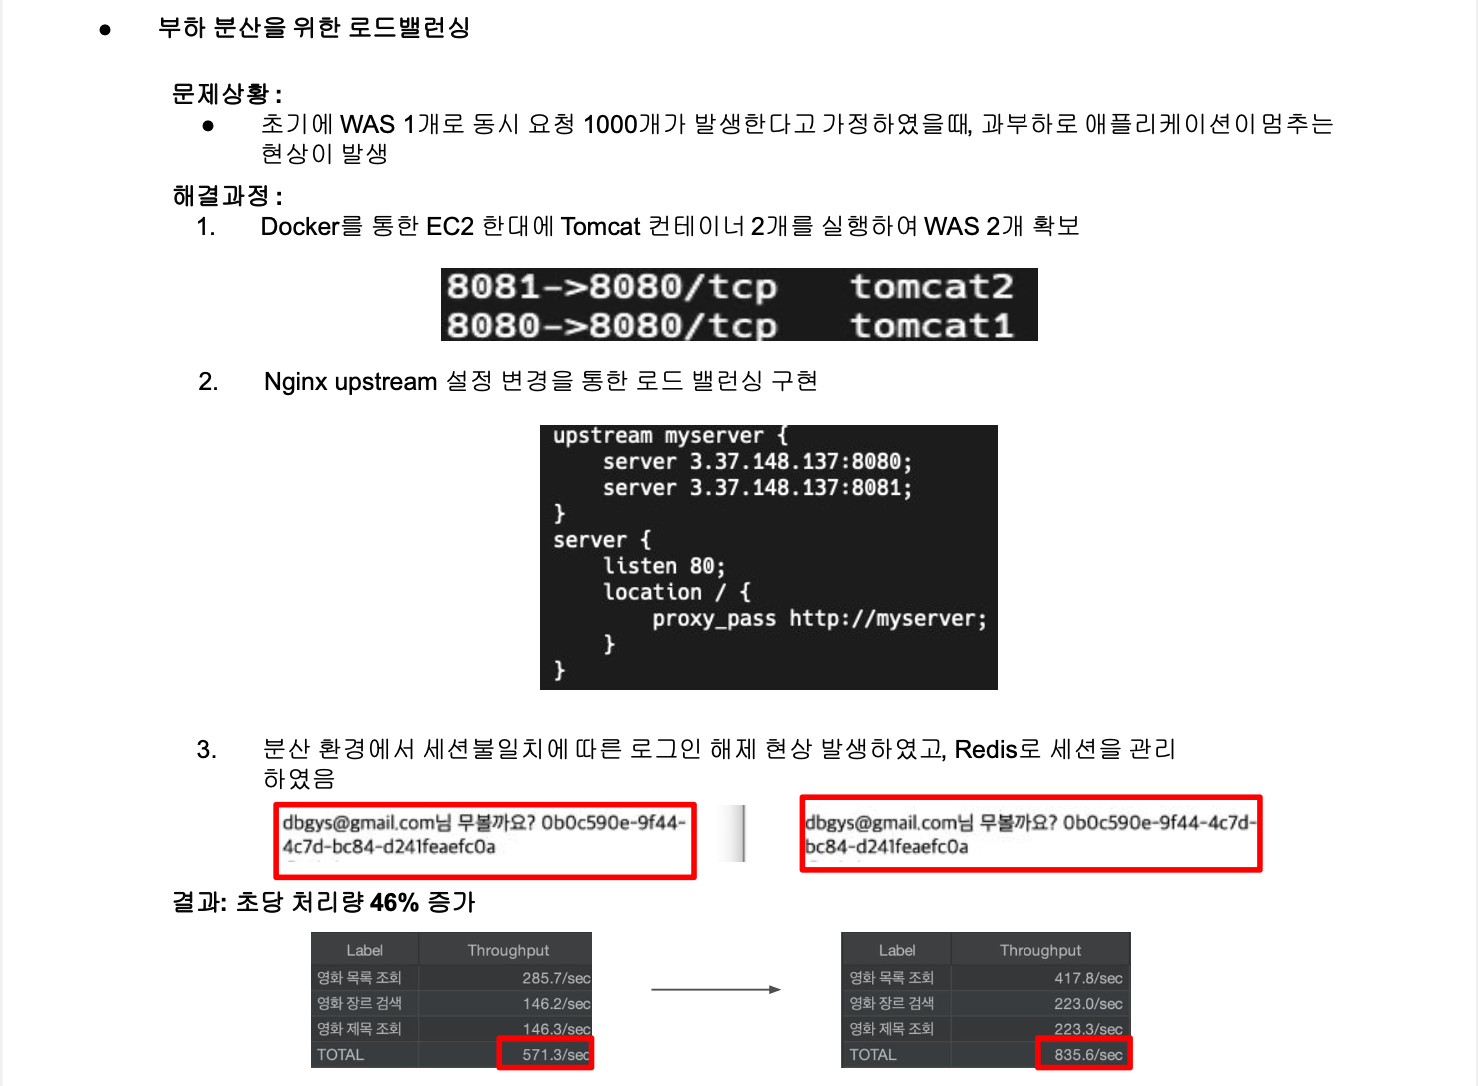 ● 부하 분산을 위한 로드밸런싱
문제상황 :
● 초기에 WAS 1개로 동시 요청 1000개가 발생한다고 가정하였을때, 과부하로 애플리케이션이 멈추는
현상이 발생
해결과정 :
1. Docker를 통한 EC2 한대에 Tomcat 컨테이너 2개를 실행하여 WAS 2개 확보
8081->8080/tcp tomcat2
8080->8080/tcp tomcat1
2. Nginx upstream 설정 변경을 통한 로드 밸런싱 구현
upstream myserver {
server 3.37.148.137:8080;
server 3.37.148.137:8081;
}
server {
listen 80;
location / {
proxy_pass http://myserver;
}
}
3. 분산 환경에서 세션불일치에 따른 로그인 해제 현상 발생하였고, Redis로 세션을 관리
하였음
dbgys@gmail.com님 무볼까요? 0b0c590e-9f44-
4c7d-bc84-d241feaefc0a
dbgys@gmail.com님 무볼까요? 0b0c590e-9f44-4c7d-
bc84-d241feaefc0a
결과: 초당 처리량 46% 증가
Label Throughput
영화 목록 조회 285.7/sec
영화 장르 검색 146.2/sec
영화 제목 조회 146.3/sec
TOTAL 571.3/sec
Label Throughput
영화 목록 조회 417.8/sec
영화 장르 검색 223.0/sec
영화 제목 조회 223.3/sec
TOTAL 835.6/sec